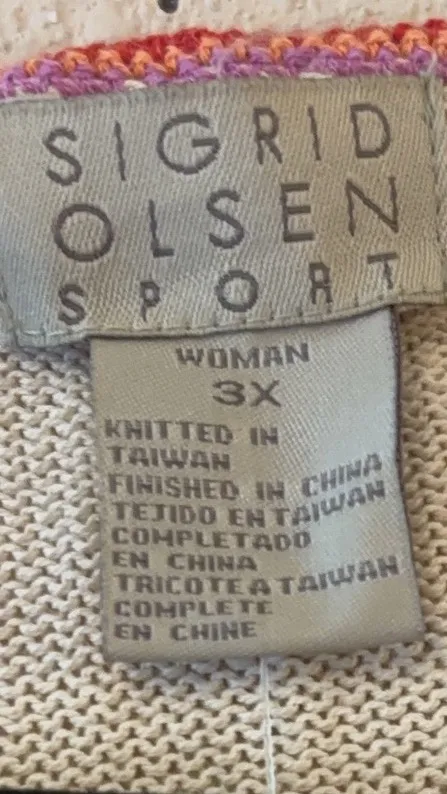 SIGRID
OLSEN
SPORT
WOMAN
3X
KNITTED IN
TAIWAN
FINISHED IN CHINA
TEJIDO EN TAIWAN
COMPLETADO
EN CHINA
TRICOTE A TAIWAN
COMPLETE
EN CHINE